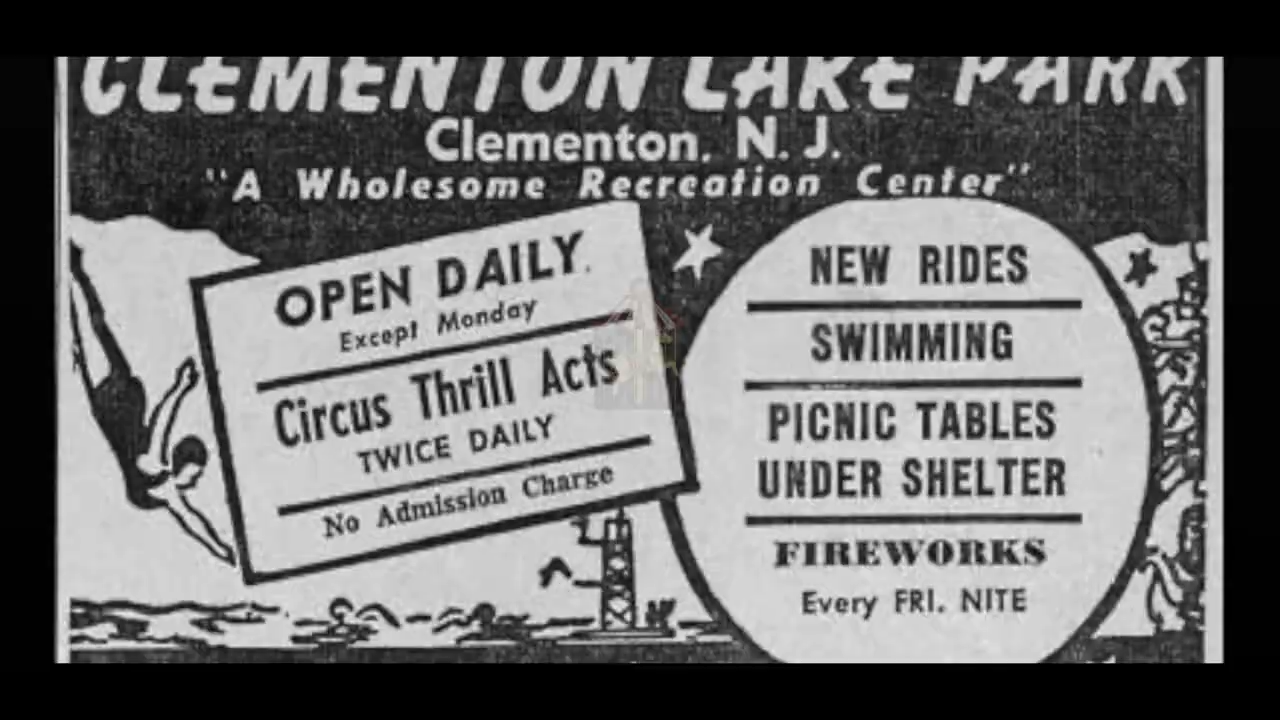 CLEMENTON LAKE PARK
Clementon, N. J.
"A Wholesome Recreation Center"
OPEN DAILY
Except Monday
Circus Thrill Acts
TWICE DAILY
No Admission Charge
NEW RIDES
SWIMMING
PICNIC TABLES
UNDER SHELTER
FIREWORKS
Every FRI. NITE